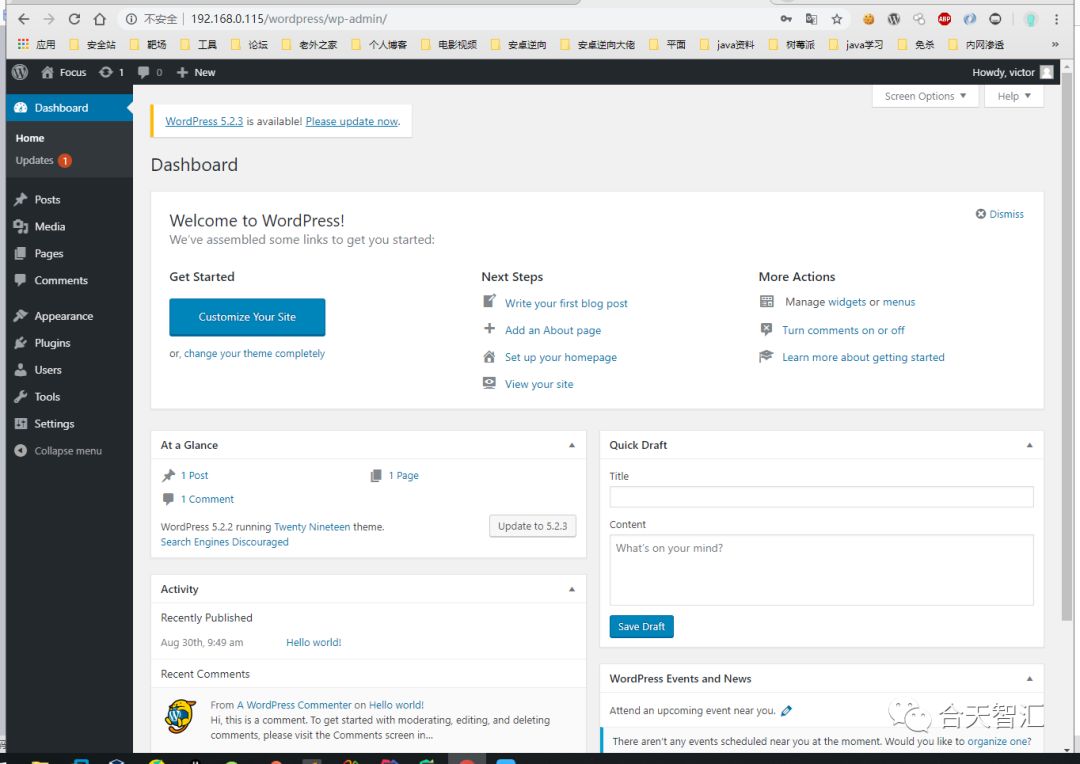 不安全 | 192.168.0.115/wordpress/wp-admin/
应用 安全站 靶场 工具 论坛 老外之家 个人博客 电影视频 安卓逆向 安卓逆向大佬 平面 java资料 树莓派 java学习 免杀 内网渗透 »
Focus 1 0 New Howdy, victor
Screen Options Help
Dashboard
Home
Updates 1
Posts
Media
Pages
Comments
Appearance
Plugins
Users
Tools
Settings
Collapse menu
WordPress 5.2.3 is available! Please update now.
Dashboard
Welcome to WordPress!
Dismiss
We've assembled some links to get you started:
Get Started
Customize Your Site
or, change your theme completely
Next Steps
Write your first blog post
Add an About page
Set up your homepage
View your site
More Actions
Manage widgets or menus
Turn comments on or off
Learn more about getting started
At a Glance
1 Post 1 Page
1 Comment
WordPress 5.2.2 running Twenty Nineteen theme.
Update to 5.2.3
Search Engines Discouraged
Activity
Recently Published
Aug 30th, 9:49 am Hello world!
Recent Comments
From A WordPress Commenter on Hello world!
Hi, this is a comment. To get started with moderating, editing, and deleting
comments, please visit the Comments screen in...
Quick Draft
Title
Content
What's on your mind?
Save Draft
WordPress Events and News
Attend an upcoming event near you.
There aren't any events scheduled near you at the moment. Would you like to organize one?
合天智汇